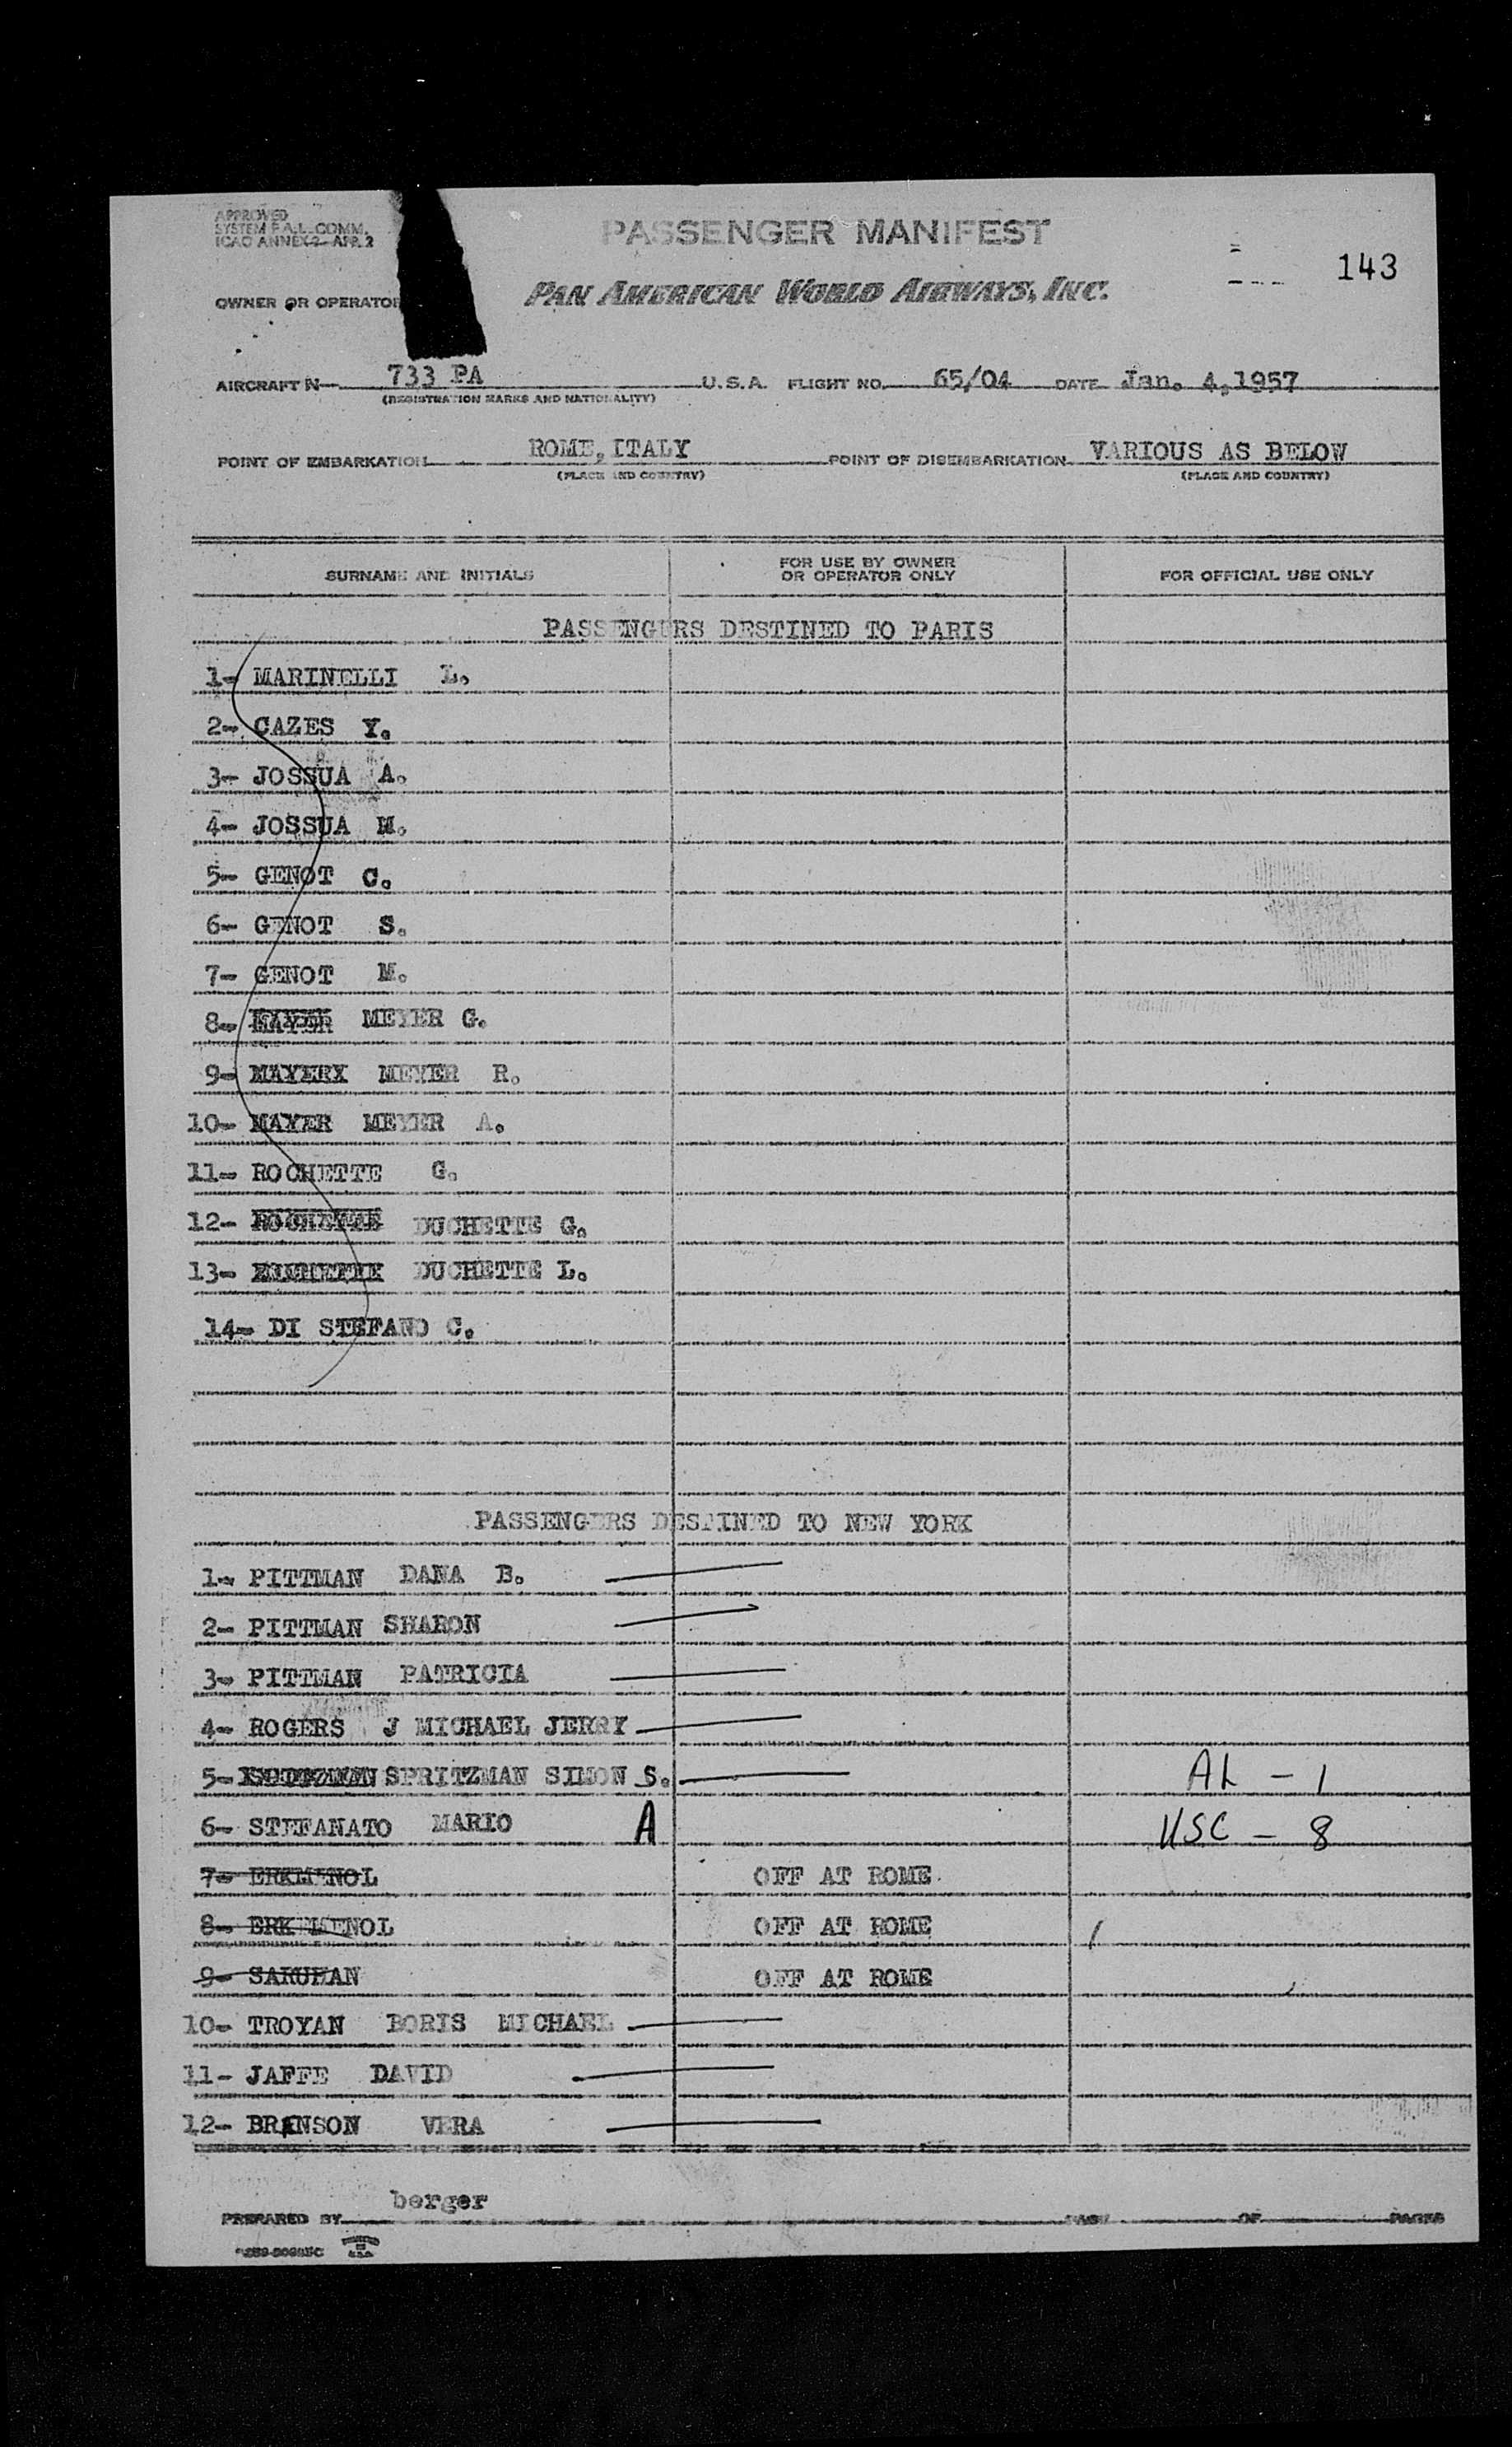 APPROVED
SYSTEM F.A.L. COMM.
ICAO ANNEX 2 APP. 2
PASSENGER MANIFEST
143
OWNER OR OPERATOR
PAN AMERICAN WORLD AIRWAYS, INC.
AIRCRAFT N 733 PA U.S.A. FLIGHT NO. 65/04 DATE Jan. 4,1957
(REGISTRATION MARKS AND NATIONALITY)
POINT OF EMBARKATION ROME, ITALY POINT OF DISEMBARKATION VARIOUS AS BELOW
(PLACE AND COUNTRY) (PLACE AND COUNTRY)
SURNAME AND INITIALS FOR USE BY OWNER OR OPERATOR ONLY FOR OFFICIAL USE ONLY
PASSENGERS DESTINED TO PARIS
1- MARINELLI L.
2- CAZES Y.
3- JOSSUA A.
4- JOSSUA M.
5- GENOT C.
6- GENOT S.
7- GENOT M.
8- MAYER MEYER G.
9- MAYERX MEYER R.
10- MAYER MEYER A.
11- ROCHETTE G.
12- ROCHETTE DUCHETTE G.
13- DUCHETTE L.
14- DI STEFANO C.
PASSENGERS DESTINED TO NEW YORK
1- PITTMAN DANA B.
2- PITTMAN SHARON
3- PITTMAN PATRICIA
4- ROGERS J MICHAEL JERRY
5- SPRITZMAN SIMON S. AL - 1
6- STEFANATO MARIO A USC - 8
7- ERKMENOL OFF AT ROME
8- ERKMENOL OFF AT ROME
9- SARUHAN OFF AT ROME
10- TROYAN BORIS MICHAEL
11- JAFFE DAVID
12- BRANSON VERA
PREPARED BY berger OF PAGES